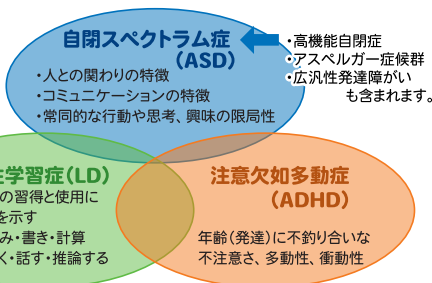 自閉スペクトラム症
（ASD）
・人との関わりの特徴
・コミュニケーションの特徴
・常同的な行動や思考、興味の限局性
・高機能自閉症
・アスペルガー症候群
・広汎性発達障がい
も含まれます。
性学習症（LD）
の習得と使用に
を示す
み・書き・計算
く・話す・推論する
注意欠如多動症
（ADHD）
年齢（発達）に不釣り合いな
不注意さ、多動性、衝動性